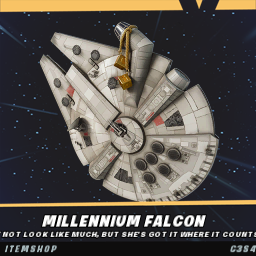 MILLENNIUM FALCON
NOT LOOK LIKE MUCH, BUT SHE'S GOT IT WHERE IT COUNTS
ITEMSHOP C3S4